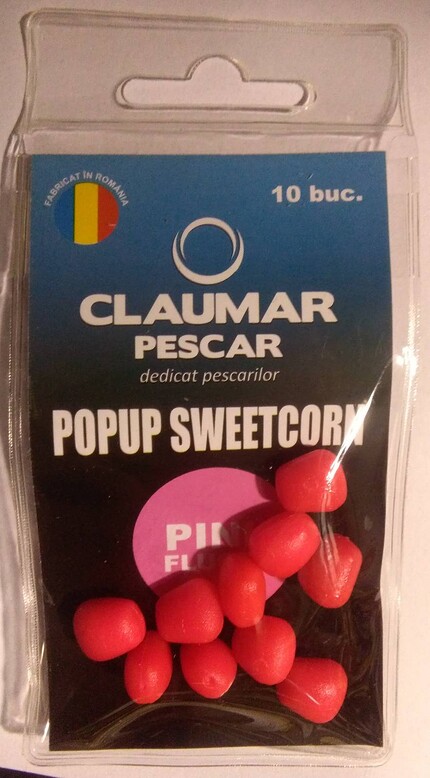 FABRICAT ÎN ROMÂNIA
10 buc.
CLAUMAR
PESCAR
dedicat pescarilor
POPUP SWEETCORN